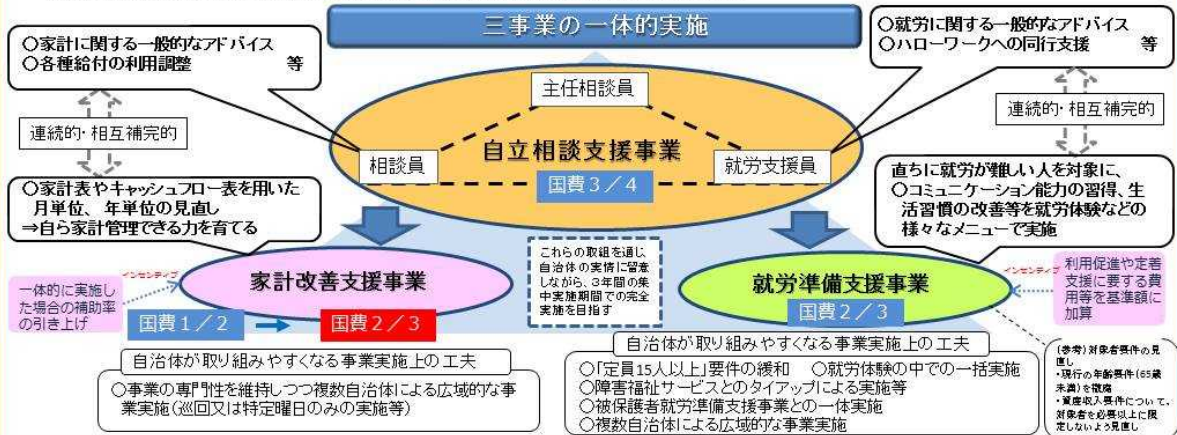 三事業の一体的実施
○家計に関する一般的なアドバイス
○各種給付の利用調整　　　等
○就労に関する一般的なアドバイス
○ハローワークへの同行支援　　　等
主任相談員
連続的・相互補完的
連続的・相互補完的
相談員
自立相談支援事業
就労支援員
国費３／４
○家計表やキャッシュフロー表を用いた
月単位、年単位の見直し
⇒自ら家計管理できる力を育てる
直ちに就労が難しい人を対象に、
○コミュニケーション能力の習得、生
活習慣の改善等を就労体験などの
様々なメニューで実施
これらの取組を通じ
自治体の実情に留意
しながら、3年間の集
中実施期間での完全
実施を目指す
インセンティブ
一体的に実施し
た場合の補助率
の引き上げ
家計改善支援事業
国費１／２
国費２／３
就労準備支援事業
国費２／３
インセンティブ
利用促進や定着
支援に要する費
用等を基準額に
加算
自治体が取り組みやすくなる事業実施上の工夫
○事業の専門性を維持しつつ複数自治体による広域的な事
業実施（巡回又は特定曜日のみの実施等）
自治体が取り組みやすくなる事業実施上の工夫
○「定員15人以上」要件の緩和　○就労体験の中での一括実施
○障害福祉サービスとのタイアップによる実施等
○被保護者就労準備支援事業との一体実施
○複数自治体による広域的な事業実施
（参考）対象者要件の見
直し
・現行の年齢要件（65歳
未満）を撤廃
・資産収入要件について、
対象者を必要以上に限
定しないよう見直し